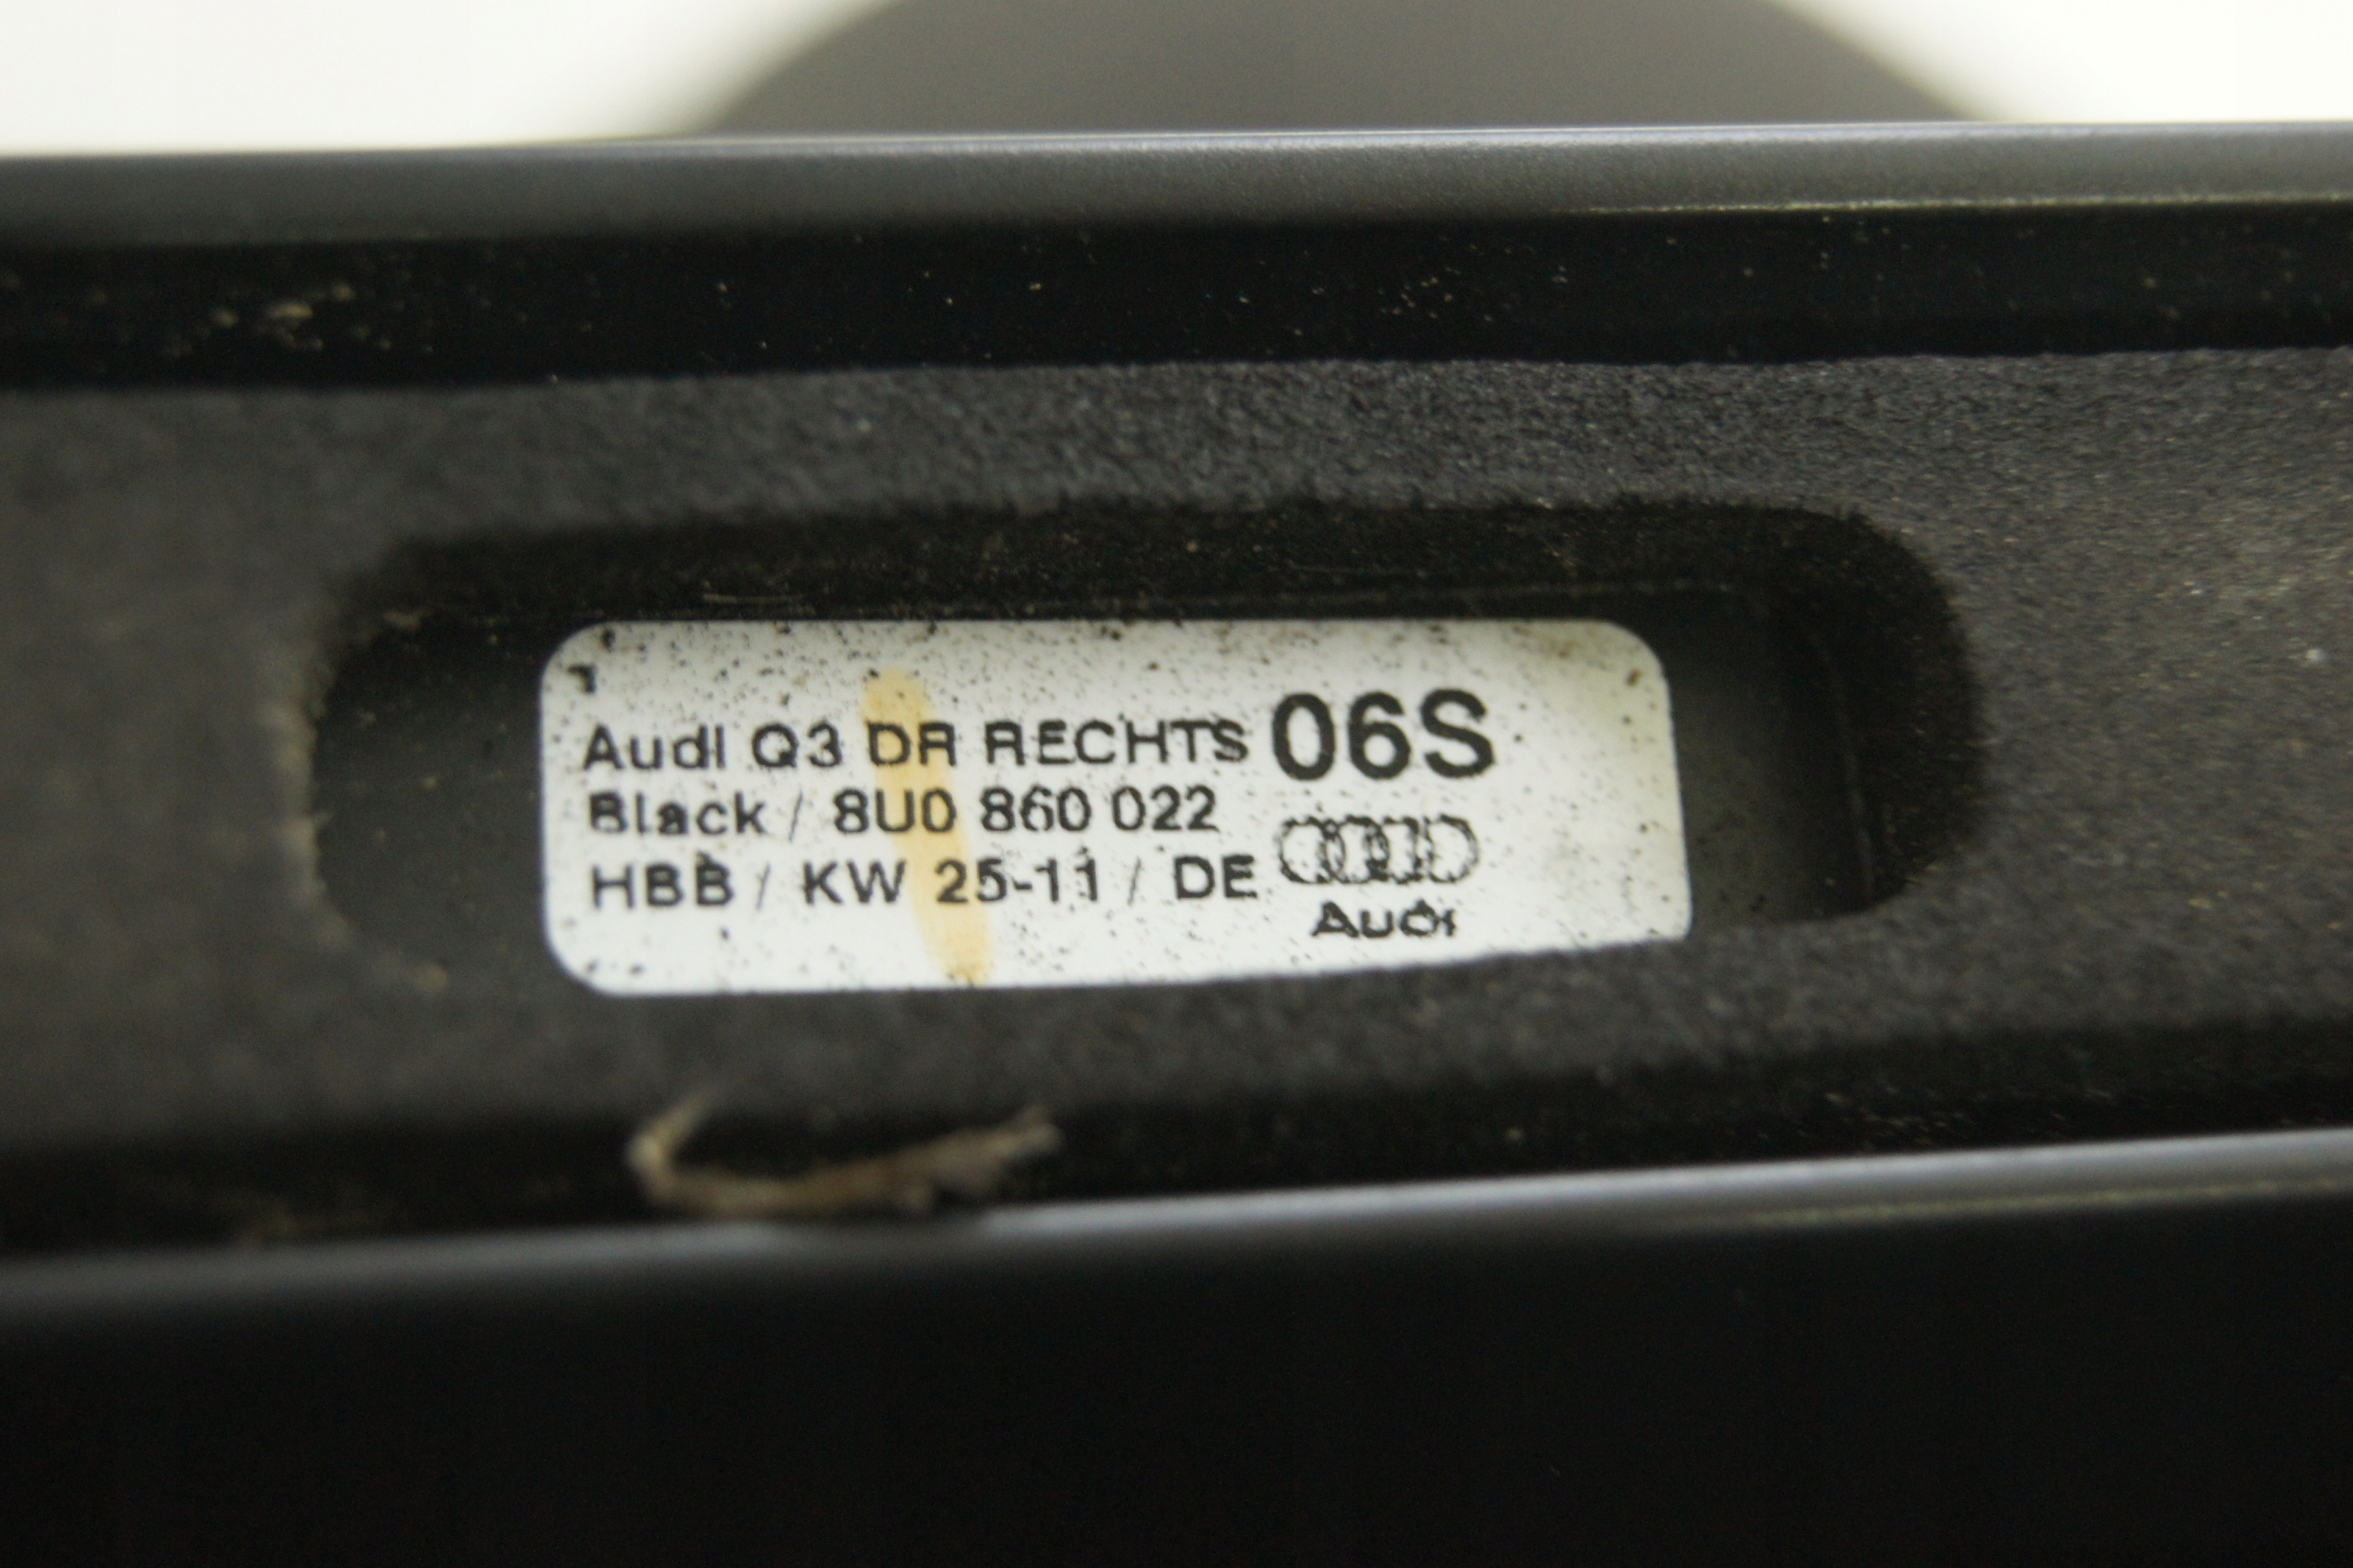 Audi Q3 DR RECHTS 06S
Black / 8U0 860 022
HBB / KW 25-11 / DE
Audi